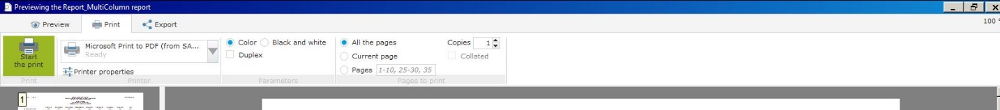 Previewing the Report_MultiColumn report
Preview Print Export
100 %
Start
the print
Microsoft Print to PDF (from SA...
Ready
Printer properties
Color Black and white
Duplex
All the pages
Current page
Pages 1-10, 25-30, 35
Copies 1
Collated
Print Printer Parameters Pages to print
1